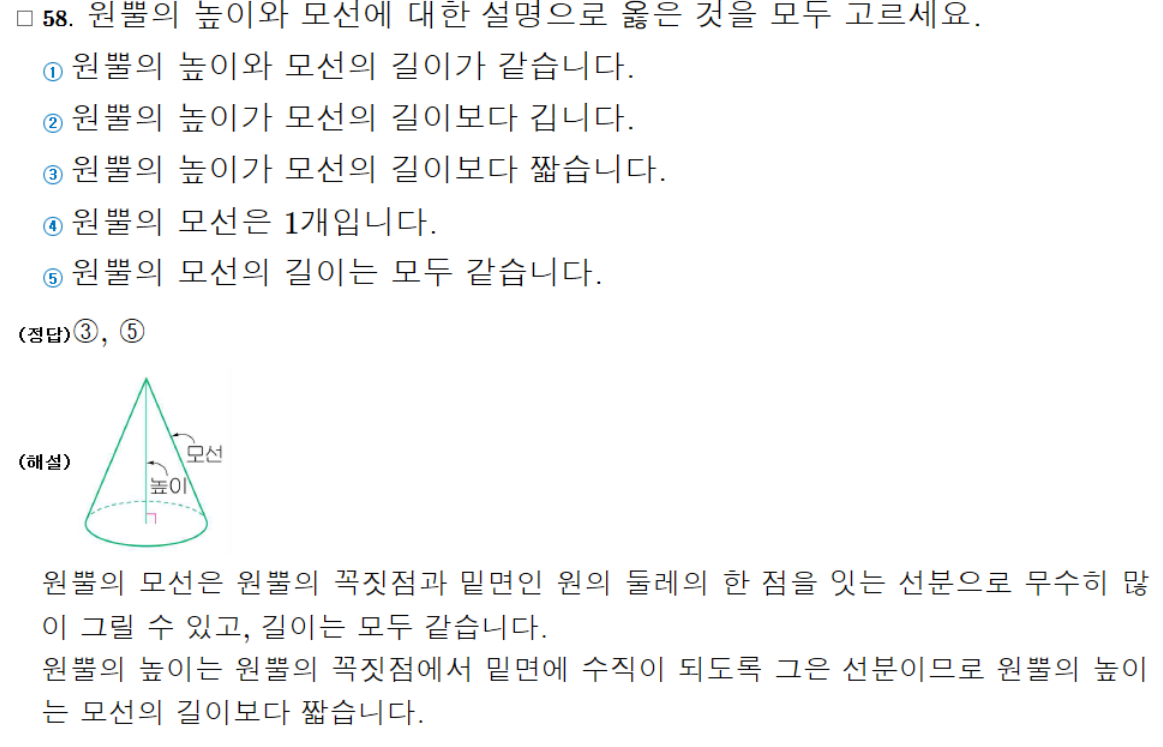 □ 58. 원뿔의 높이와 모선에 대한 설명으로 옳은 것을 모두 고르세요.
① 원뿔의 높이와 모선의 길이가 같습니다.
② 원뿔의 높이가 모선의 길이보다 깁니다.
③ 원뿔의 높이가 모선의 길이보다 짧습니다.
④ 원뿔의 모선은 1개입니다.
⑤ 원뿔의 모선의 길이는 모두 같습니다.
(정답)③, ⑤
(해설)
모선
높이
원뿔의 모선은 원뿔의 꼭짓점과 밑면인 원의 둘레의 한 점을 잇는 선분으로 무수히 많
이 그릴 수 있고, 길이는 모두 같습니다.
원뿔의 높이는 원뿔의 꼭짓점에서 밑면에 수직이 되도록 그은 선분이므로 원뿔의 높이
는 모선의 길이보다 짧습니다.